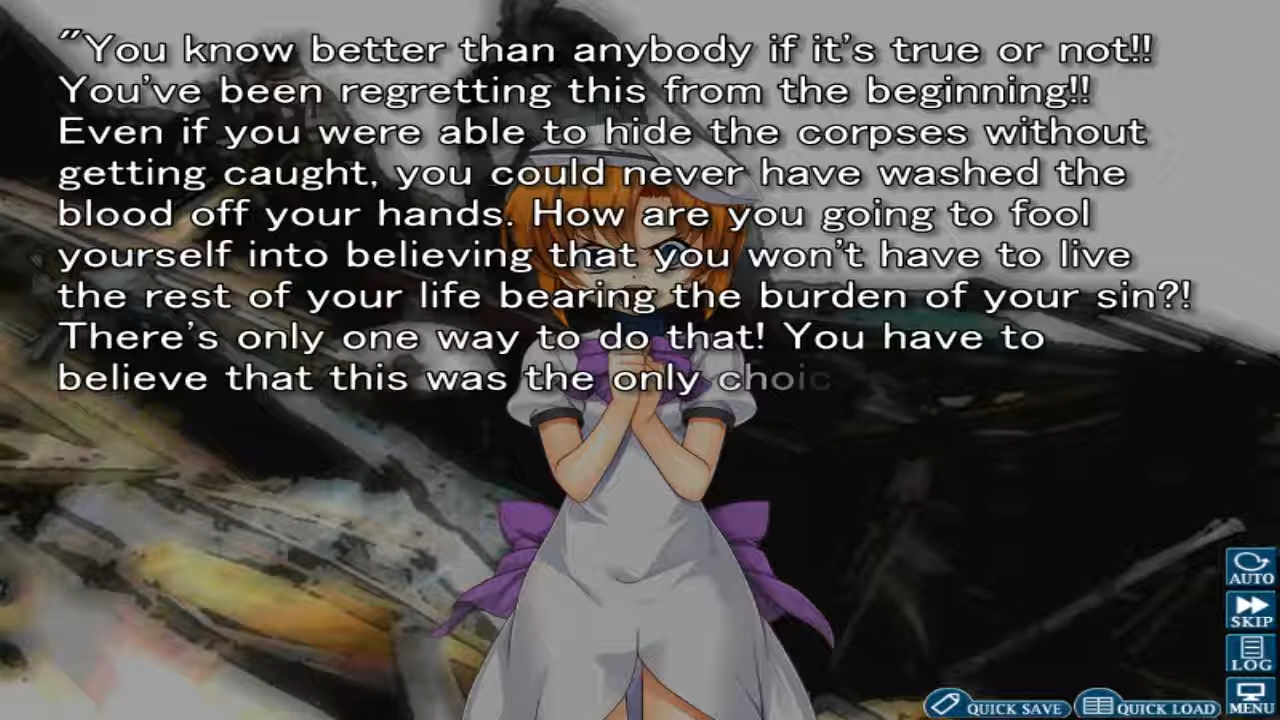 "You know better than anybody if it's true or not!!
You've been regretting this from the beginning!!
Even if you were able to hide the corpses without
getting caught, you could never have washed the
blood off your hands. How are you going to fool
yourself into believing that you won't have to live
the rest of your life bearing the burden of your sin?!
There's only one way to do that! You have to
believe that this was the only choic
AUTO
SKIP
LOG
MENU
QUICK SAVE
QUICK LOAD